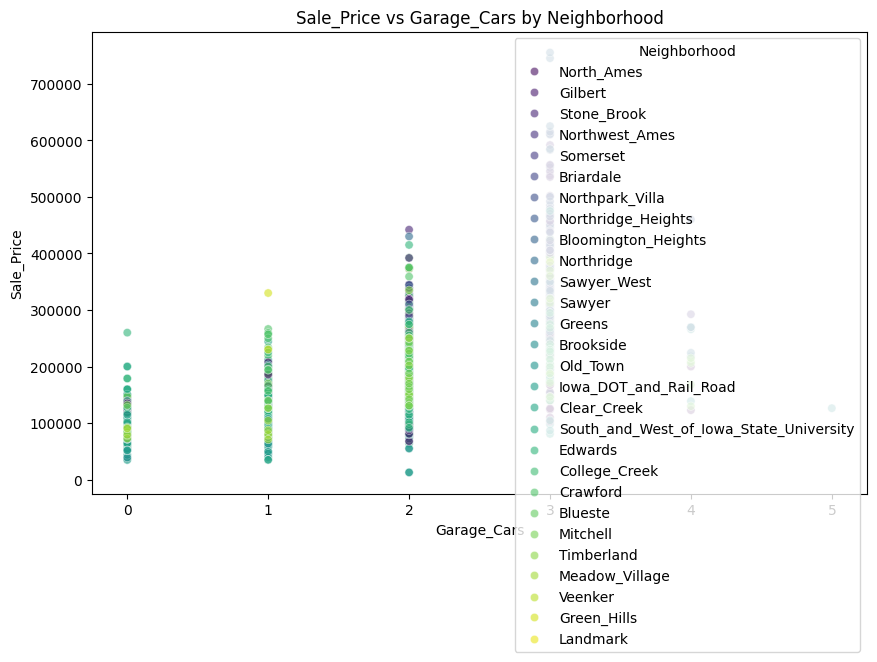 Sale_Price vs Garage_Cars by Neighborhood
Sale_Price
700000
600000
500000
400000
300000
200000
100000
0
0
1
2
3
4
5
Garage_Cars
Neighborhood
North_Ames
Gilbert
Stone_Brook
Northwest_Ames
Somerset
Briardale
Northpark_Villa
Northridge_Heights
Bloomington_Heights
Northridge
Sawyer_West
Sawyer
Greens
Brookside
Old_Town
Iowa_DOT_and_Rail_Road
Clear_Creek
South_and_West_of_Iowa_State_University
Edwards
College_Creek
Crawford
Blueste
Mitchell
Timberland
Meadow_Village
Veenker
Green_Hills
Landmark